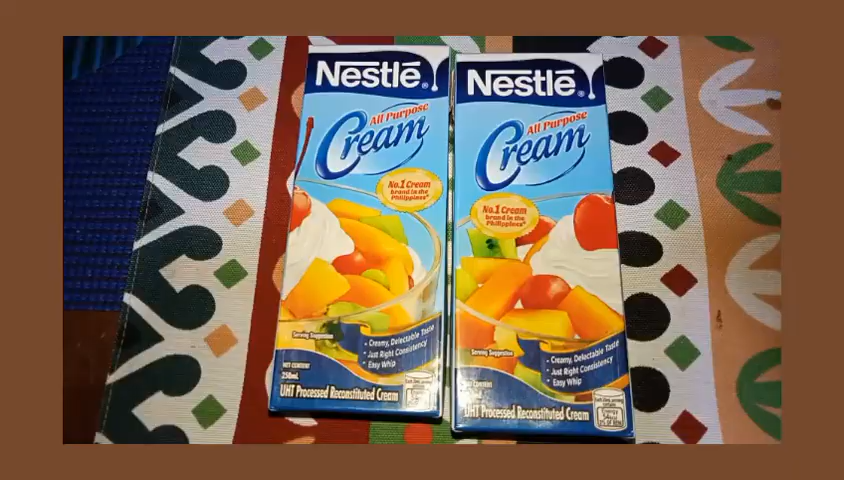 Nestlé®
All Purpose
Cream
No.1 Cream
brand in the
Philippines*
Serving Suggestion
• Creamy, Delectable Taste
• Just Right Consistency
• Easy Whip
NET CONTENT
250mL
UHT Processed Reconstituted Cream
Nestlé®
All Purpose
Cream
No.1 Cream
brand in the
Philippines*
Serving Suggestion
• Creamy, Delectable Taste
• Just Right Consistency
• Easy Whip
UHT Processed Reconstituted Cream